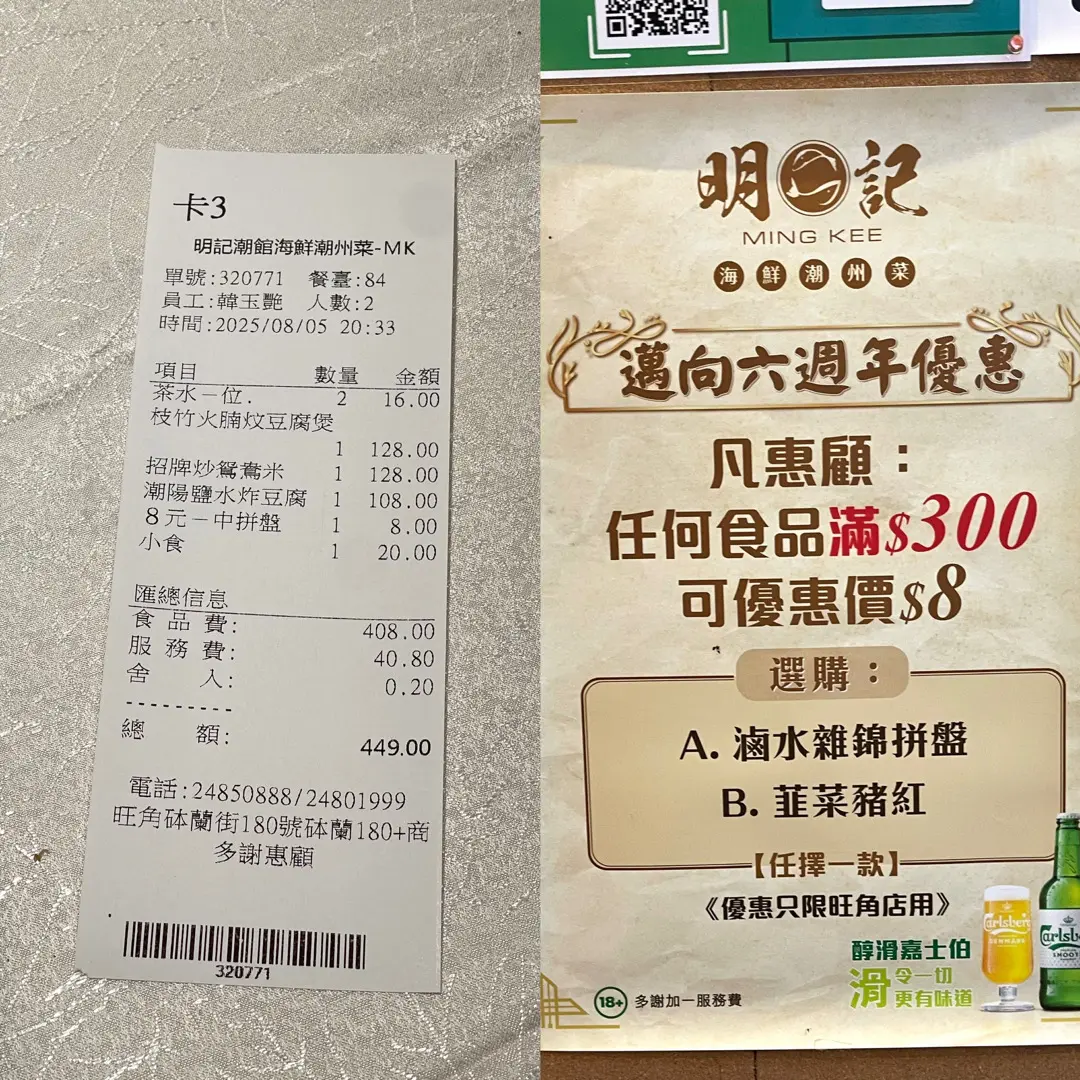 卡3
明記潮館海鮮潮州菜-MK
單號:320771 餐臺:84
員工:韓玉艷 人數:2
時間:2025/08/05 20:33
項目 數量 金額
茶水－位. 2 16.00
枝竹火腩炆豆腐煲
1 128.00
招牌炒鴛鴦米 1 128.00
潮陽鹽水炸豆腐 1 108.00
8元－中拼盤 1 8.00
小食 1 20.00
匯總信息
食品費: 408.00
服務費: 40.80
舍入: 0.20
---------
總額: 449.00
電話:24850888/24801999
旺角砵蘭街180號砵蘭180+商
多謝惠顧
320771
明記
MING KEE
海鮮潮州菜
邁向六週年優惠
凡惠顧：
任何食品滿$300
可優惠價$8
選購：
A. 滷水雜錦拼盤
B. 韮菜豬紅
【任擇一款】
《優惠只限旺角店用》
醇滑嘉士伯
滑令一切
更有味道
Carlsberg
DENMARK
Carlsb
SMOOT
18+ 多謝加一服務費